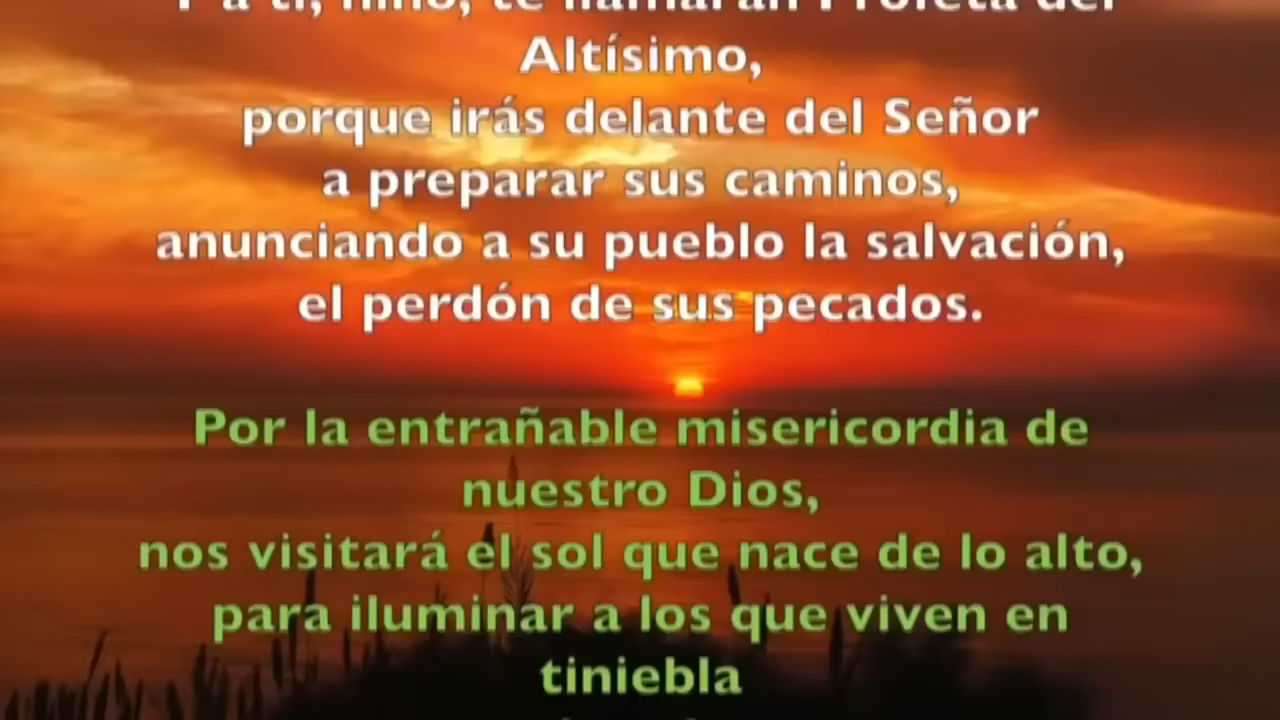 Y a ti, niño, te llamarán Profeta del
Altísimo,
porque irás delante del Señor
a preparar sus caminos,
anunciando a su pueblo la salvación,
el perdón de sus pecados.
Por la entrañable misericordia de
nuestro Dios,
nos visitará el sol que nace de lo alto,
para iluminar a los que viven en
tiniebla